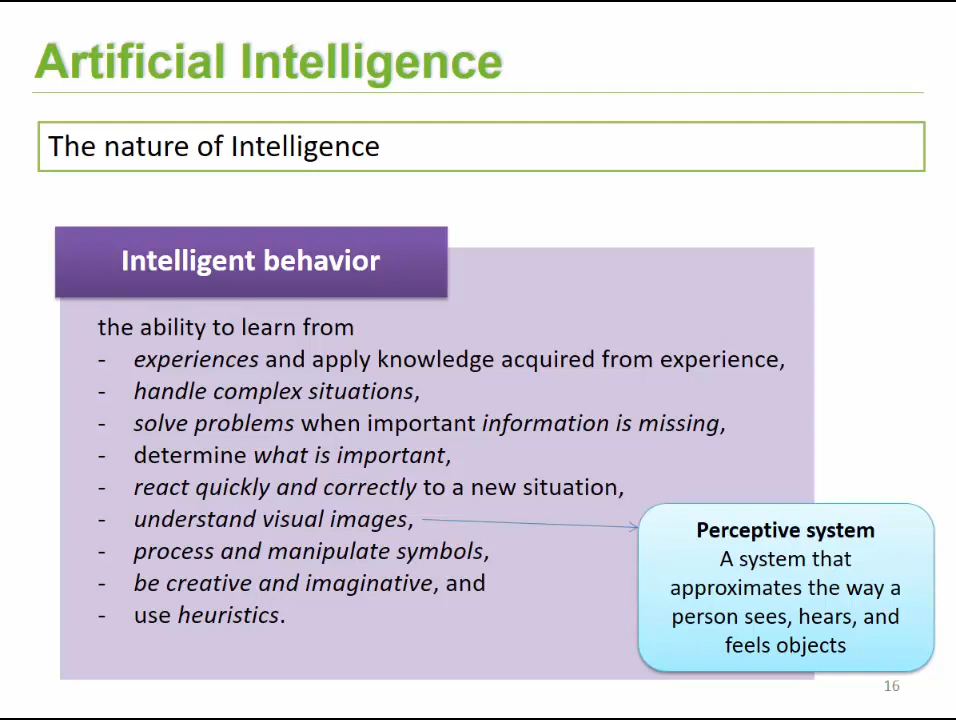 Artificial Intelligence
The nature of Intelligence
Intelligent behavior
the ability to learn from
- experiences and apply knowledge acquired from experience,
- handle complex situations,
- solve problems when important information is missing,
- determine what is important,
- react quickly and correctly to a new situation,
- understand visual images,
- process and manipulate symbols,
- be creative and imaginative, and
- use heuristics.
Perceptive system
A system that
approximates the way a
person sees, hears, and
feels objects
16